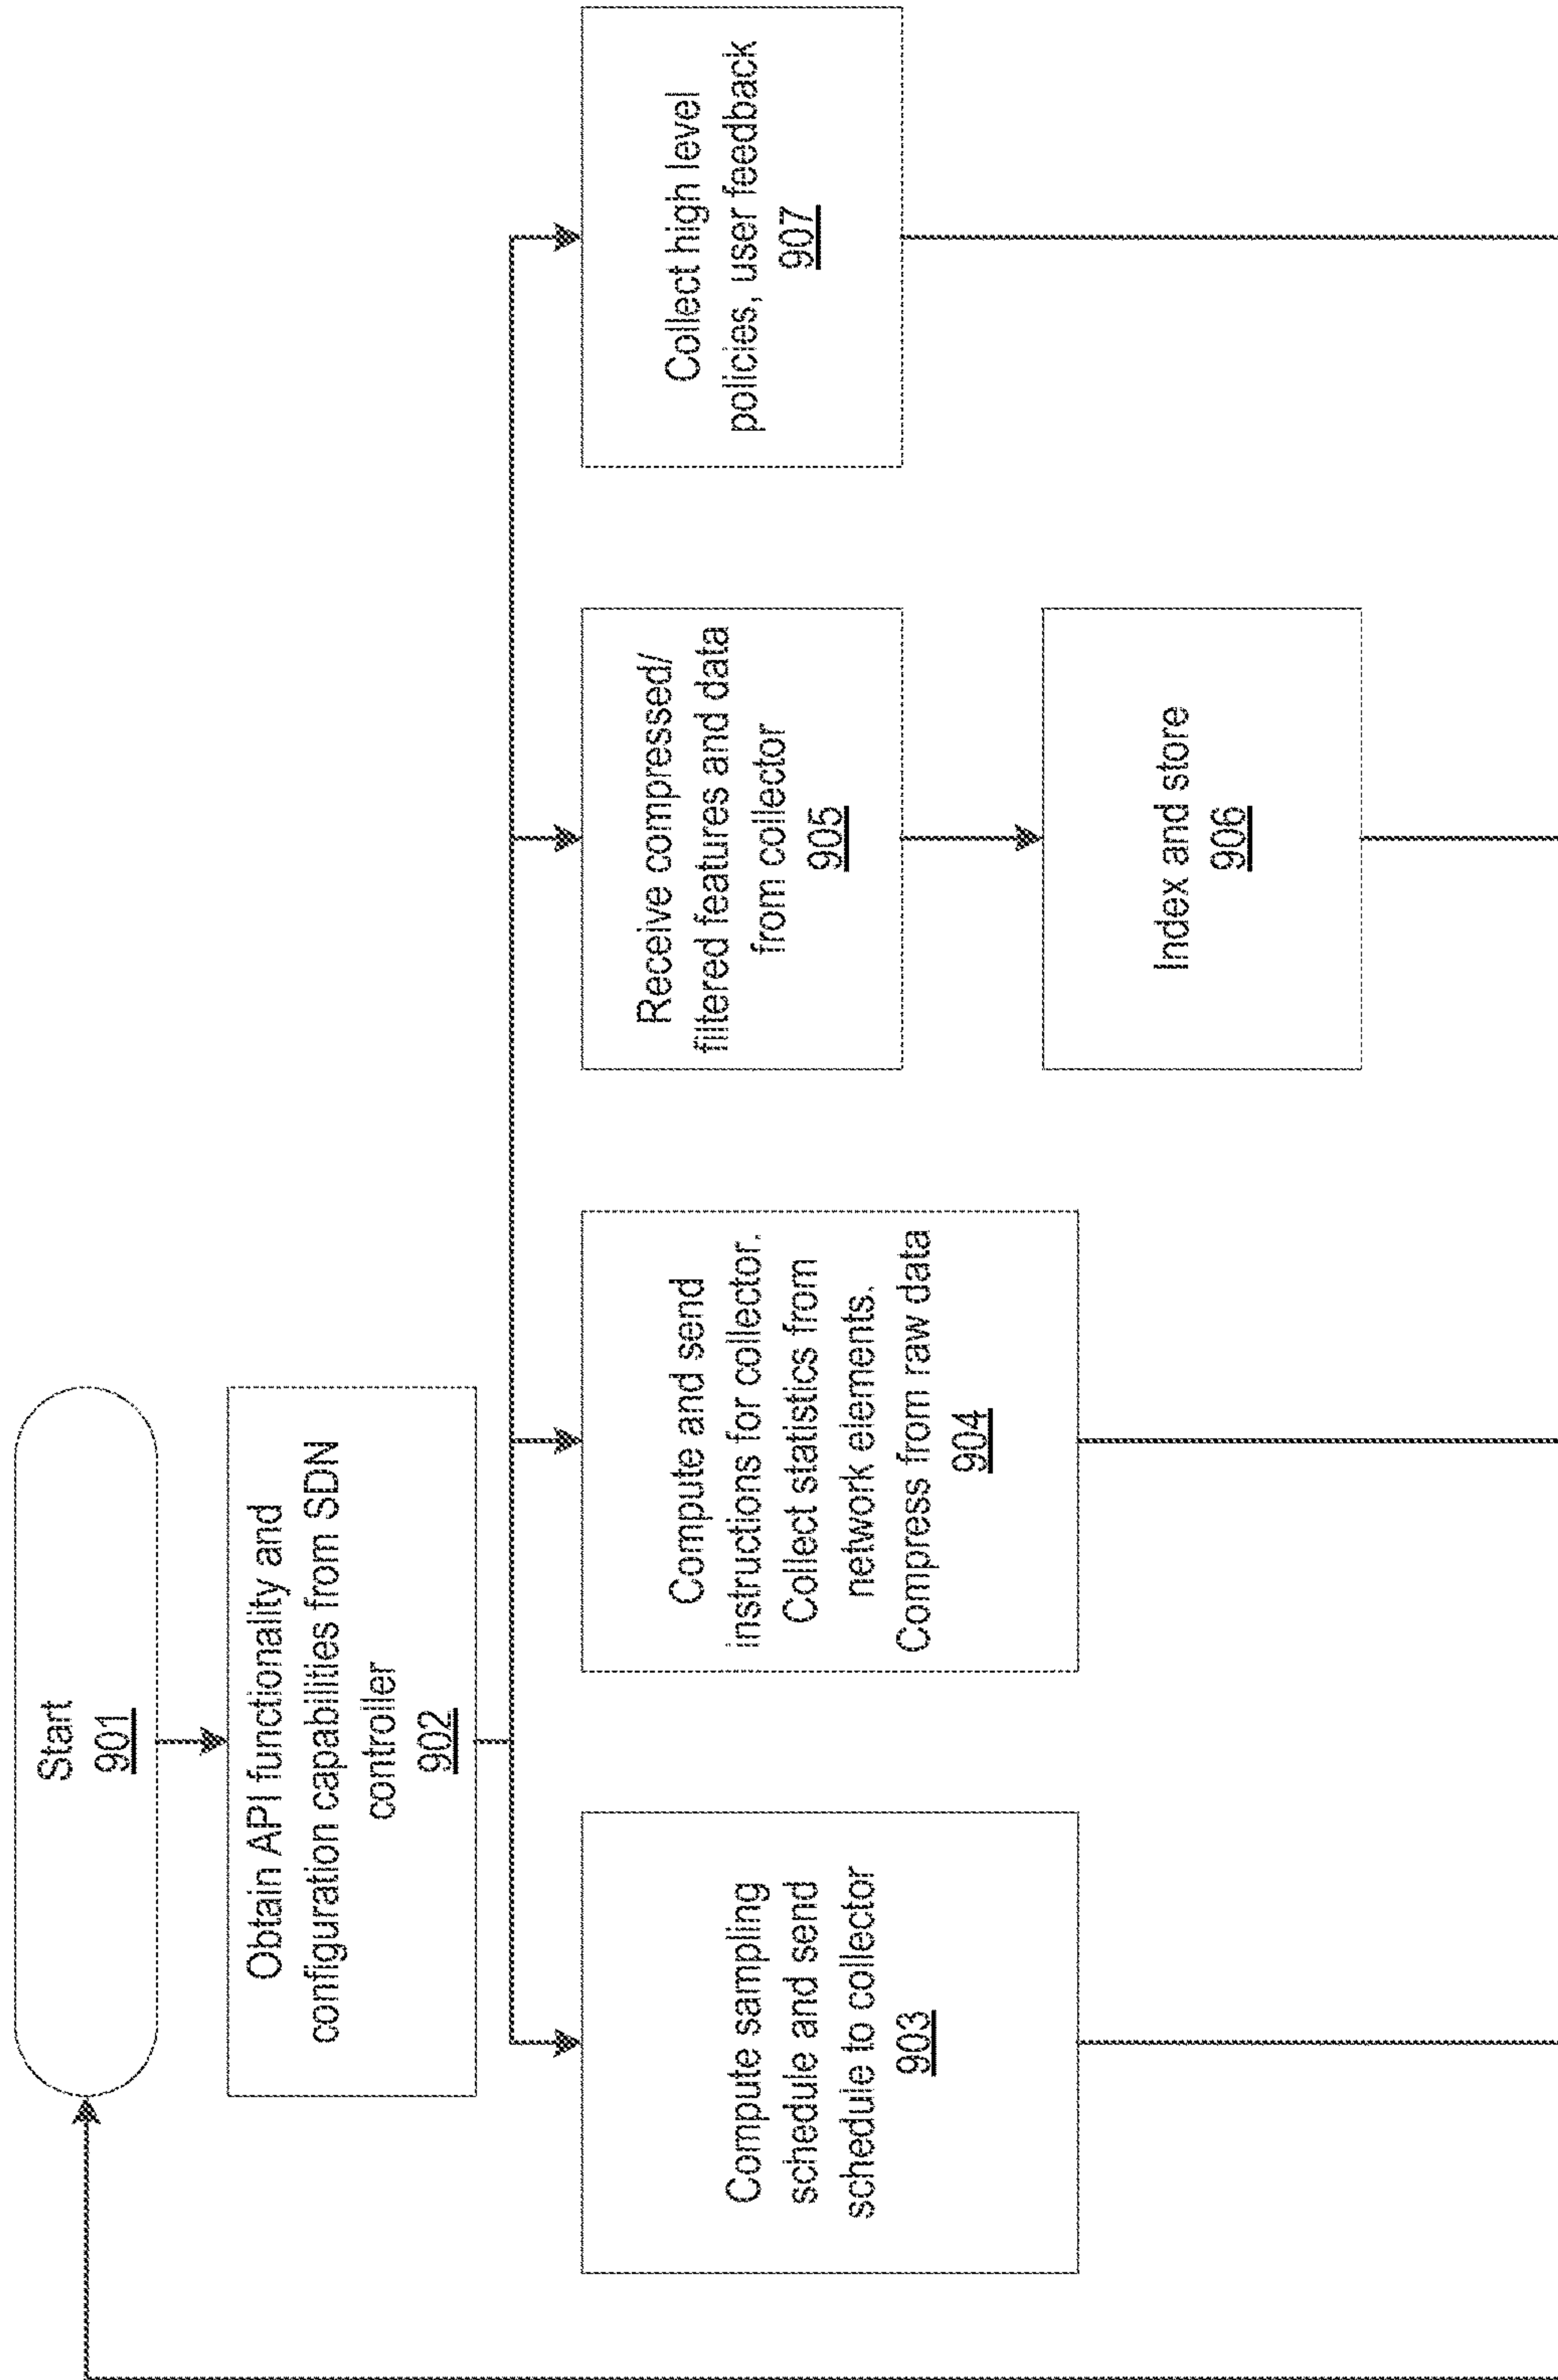 Start
901
Obtain API functionality and
configuration capabilities from SDN
controller
902
Compute sampling
schedule and send
schedule to collector
903
Compute and send
instructions for collector.
Collect statistics from
network elements.
Compress from raw data
904
Receive compressed/
filtered features and data
from collector
905
Index and store
906
Collect high level
policies, user feedback
907